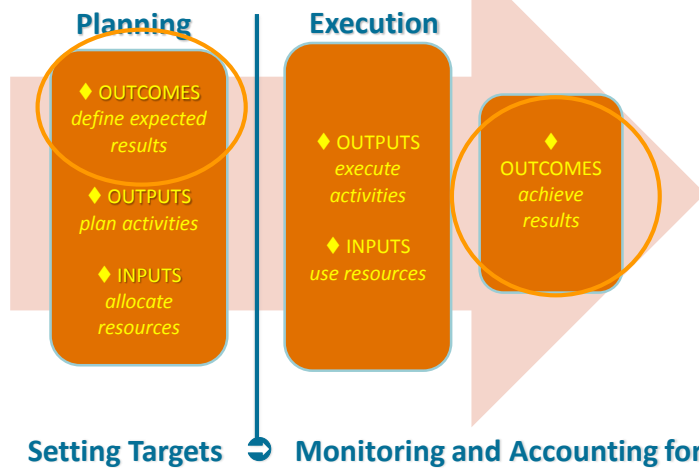 Planning
Execution
♦ OUTCOMES
define expected
results
♦ OUTPUTS
plan activities
♦ INPUTS
allocate
resources
♦ OUTPUTS
execute
activities
♦ INPUTS
use resources
♦
OUTCOMES
achieve
results
Setting Targets ➲ Monitoring and Accounting for